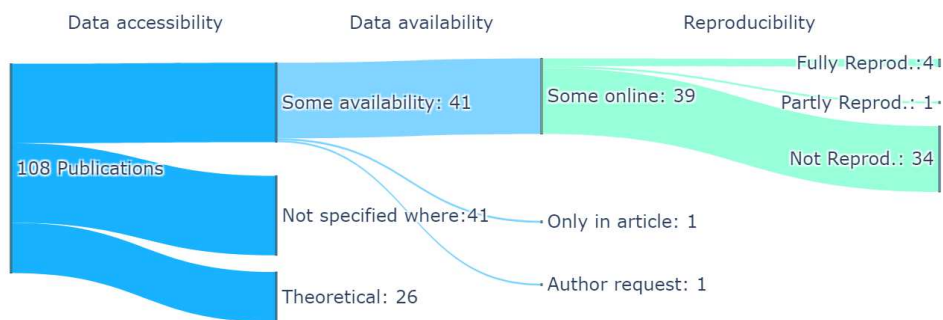 Data accessibility
Data availability
Reproducibility
108 Publications
Some availability: 41
Not specified where:41
Theoretical: 26
Some online: 39
Only in article: 1
Author request: 1
Fully Reprod.:4
Partly Reprod.: 1
Not Reprod.: 34